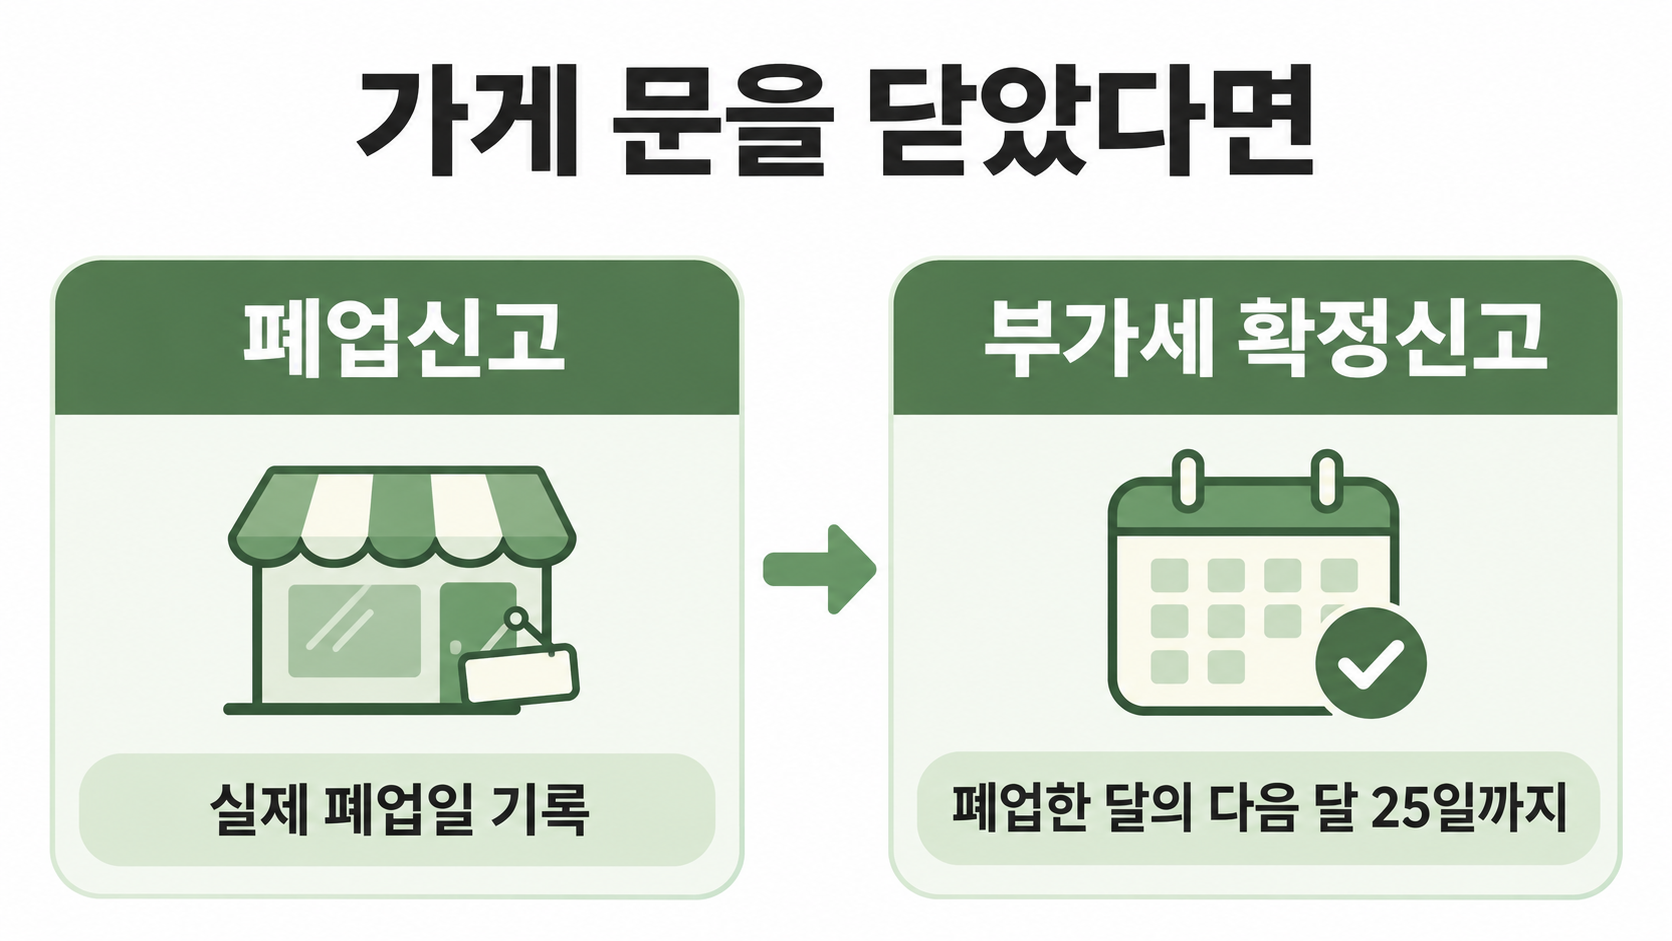 가게 문을 닫았다면
폐업신고
실제 폐업일 기록
부가세 확정신고
폐업한 달의 다음 달 25일까지